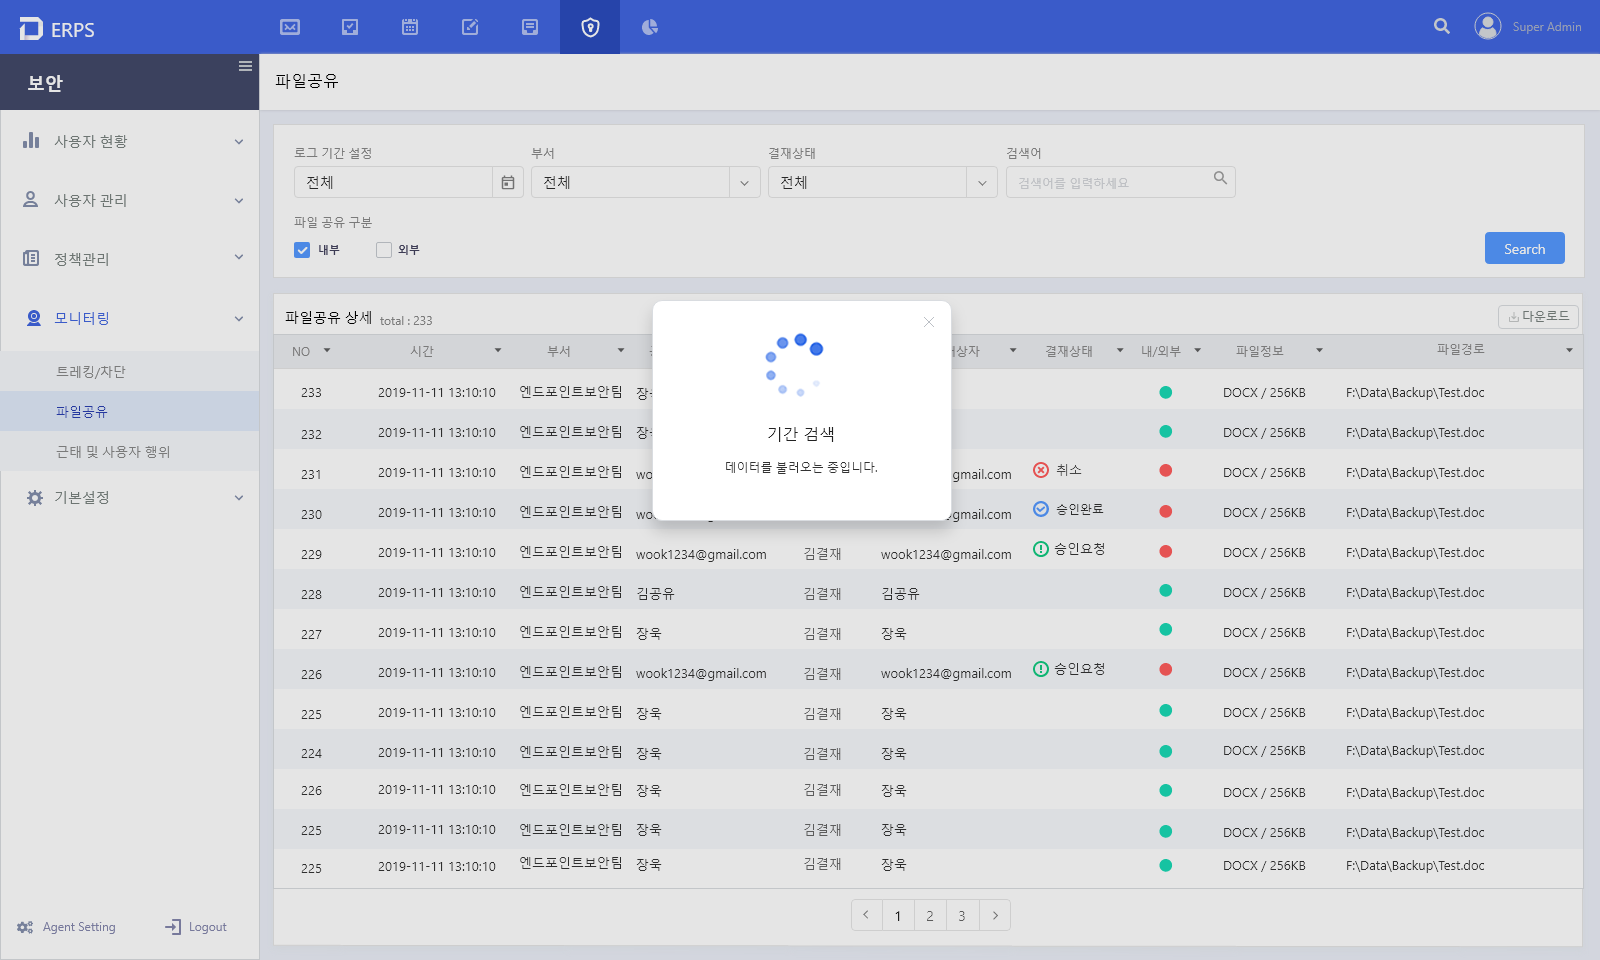 ERPS
Super Admin
보안
파일공유
사용자 현황
사용자 관리
정책관리
모니터링
트레킹/차단
파일공유
근태 및 사용자 행위
기본설정
Agent Setting
Logout
로그 기간 설정 부서 결재상태 검색어
전체 전체 전체 검색어를 입력하세요
파일 공유 구분
내부 외부
Search
파일공유 상세 total : 233
다운로드
NO 시간 부서 상자 결재상태 내/외부 파일정보 파일경로
233 2019-11-11 13:10:10 엔드포인트보안팀 DOCX / 256KB F:\Data\Backup\Test.doc
232 2019-11-11 13:10:10 엔드포인트보안팀 DOCX / 256KB F:\Data\Backup\Test.doc
231 2019-11-11 13:10:10 엔드포인트보안팀 wo gmail.com 취소 DOCX / 256KB F:\Data\Backup\Test.doc
230 2019-11-11 13:10:10 엔드포인트보안팀 wo gmail.com 승인완료 DOCX / 256KB F:\Data\Backup\Test.doc
229 2019-11-11 13:10:10 엔드포인트보안팀 wook1234@gmail.com 김결재 wook1234@gmail.com 승인요청 DOCX / 256KB F:\Data\Backup\Test.doc
228 2019-11-11 13:10:10 엔드포인트보안팀 김공유 김결재 김공유 DOCX / 256KB F:\Data\Backup\Test.doc
227 2019-11-11 13:10:10 엔드포인트보안팀 장욱 김결재 장욱 DOCX / 256KB F:\Data\Backup\Test.doc
226 2019-11-11 13:10:10 엔드포인트보안팀 wook1234@gmail.com 김결재 wook1234@gmail.com 승인요청 DOCX / 256KB F:\Data\Backup\Test.doc
225 2019-11-11 13:10:10 엔드포인트보안팀 장욱 김결재 장욱 DOCX / 256KB F:\Data\Backup\Test.doc
224 2019-11-11 13:10:10 엔드포인트보안팀 장욱 김결재 장욱 DOCX / 256KB F:\Data\Backup\Test.doc
226 2019-11-11 13:10:10 엔드포인트보안팀 장욱 김결재 장욱 DOCX / 256KB F:\Data\Backup\Test.doc
225 2019-11-11 13:10:10 엔드포인트보안팀 장욱 김결재 장욱 DOCX / 256KB F:\Data\Backup\Test.doc
225 2019-11-11 13:10:10 엔드포인트보안팀 장욱 김결재 장욱 DOCX / 256KB F:\Data\Backup\Test.doc
1 2 3
기간 검색
데이터를 불러오는 중입니다.